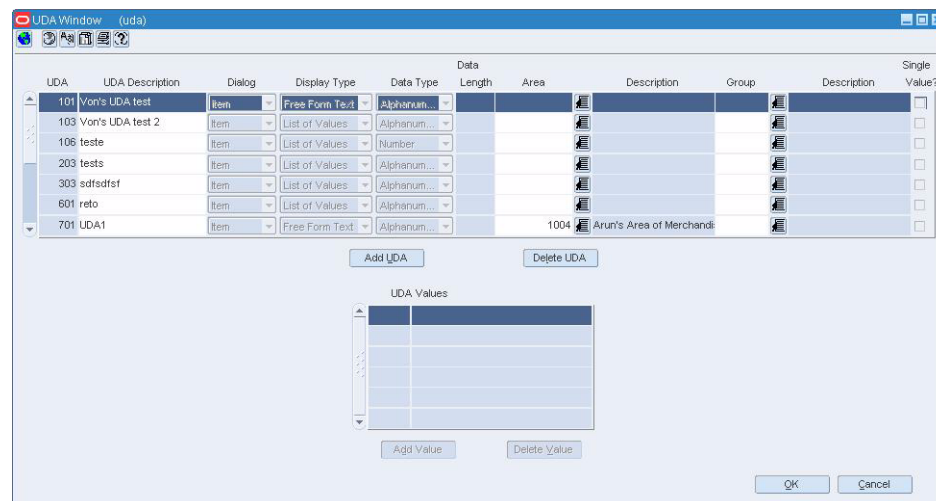 UDA Window (uda)
Data Single
UDA UDA Description Dialog Display Type Data Type Length Area Description Group Description Value?
101 Von's UDA test Item Free Form Text Alphanum...
103 Von's UDA test 2 Item List of Values Alphanum...
106 teste Item List of Values Number
203 tests Item List of Values Alphanum...
303 sdfsdfsf Item List of Values Alphanum...
601 reto Item List of Values Alphanum...
701 UDA1 Item Free Form Text Alphanum... 1004 Arun's Area of Merchandi
Add UDA Delete UDA
UDA Values
Add Value Delete Value
OK Cancel